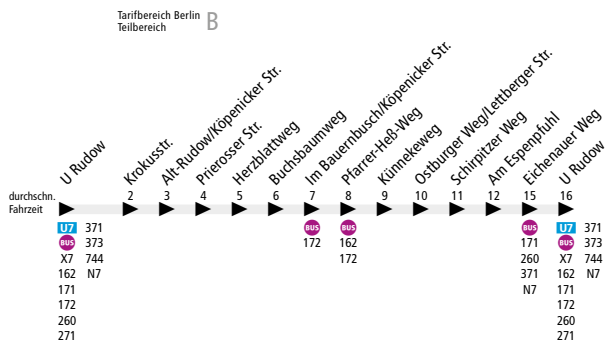 Tarifbereich Berlin
Teilbereich
B
U Rudow
Krokusstr.
Alt-Rudow/Köpenicker Str.
Prierosser Str.
Herzblattweg
Buchsbaumweg
Im Bauernbusch/Köpenicker Str.
Pfarrer-Heß-Weg
Künnekeweg
Ostburger Weg/Lettberger Str.
Schirpitzer Weg
Am Espenpfuhl
Eichenauer Weg
U Rudow
durchschn.
Fahrzeit
2 3 4 5 6 7 8 9 10 11 12 15 16
U7 371
BUS 373
X7 744
162 N7
171
172
260
271
BUS
172
BUS
162
172
BUS
171
260
371
N7
U7 371
BUS 373
X7 744
162 N7
171
172
260
271